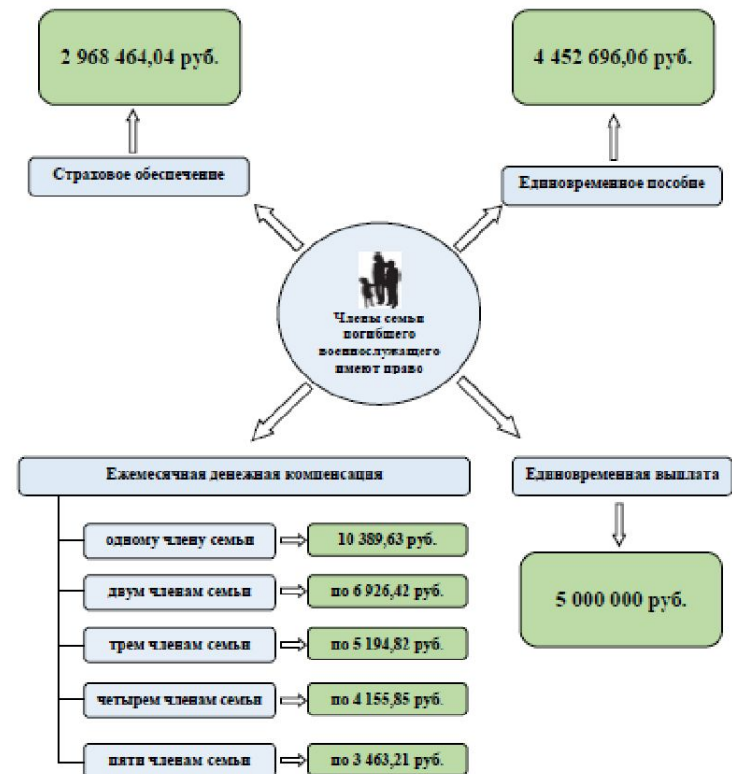 2 968 464,04 руб.
4 452 696,06 руб.
Страховое обеспечение
Единовременное пособие
Члены семьи
погибшего
военнослужащего
имеют право
Ежемесячная денежная компенсация
Единовременная выплата
одному члену семьи
10 389,63 руб.
двум членам семьи
по 6 926,42 руб.
трем членам семьи
по 5 194,82 руб.
четырем членам семьи
по 4 155,85 руб.
пяти членам семьи
по 3 463,21 руб.
5 000 000 руб.